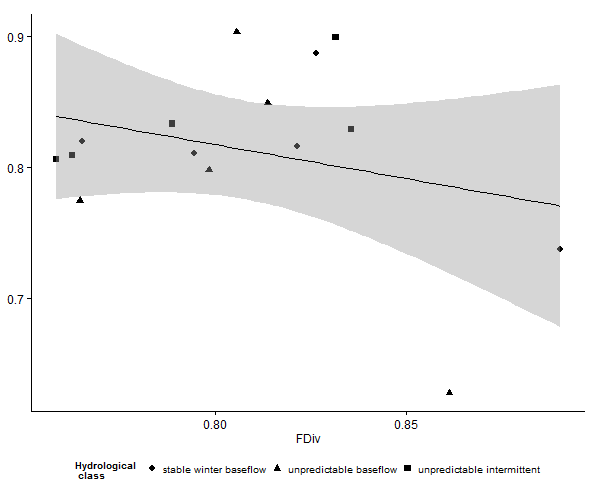 0.9
0.8
0.7
0.80 0.85
FDiv
Hydrological
class
stable winter baseflow unpredictable baseflow unpredictable intermittent